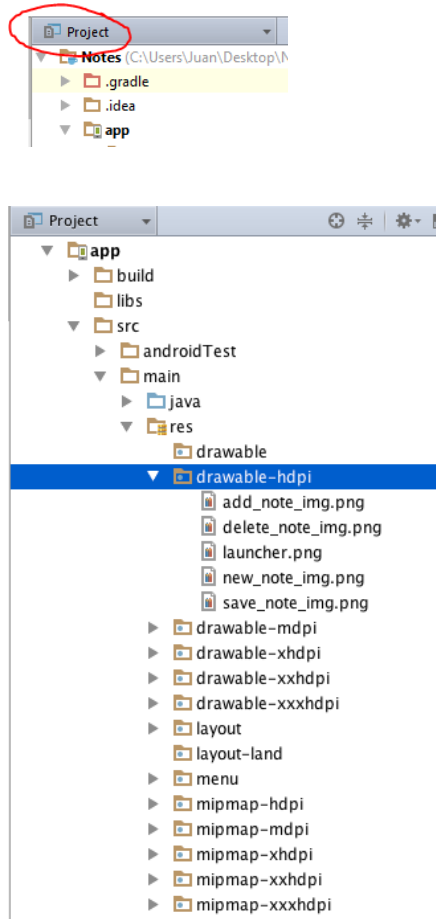 Project
Notes (C:\Users\Juan\Desktop\N
.gradle
.idea
app
Project
app
build
libs
src
androidTest
main
java
res
drawable
drawable-hdpi
add_note_img.png
delete_note_img.png
launcher.png
new_note_img.png
save_note_img.png
drawable-mdpi
drawable-xhdpi
drawable-xxhdpi
drawable-xxxhdpi
layout
layout-land
menu
mipmap-hdpi
mipmap-mdpi
mipmap-xhdpi
mipmap-xxhdpi
mipmap-xxxhdpi